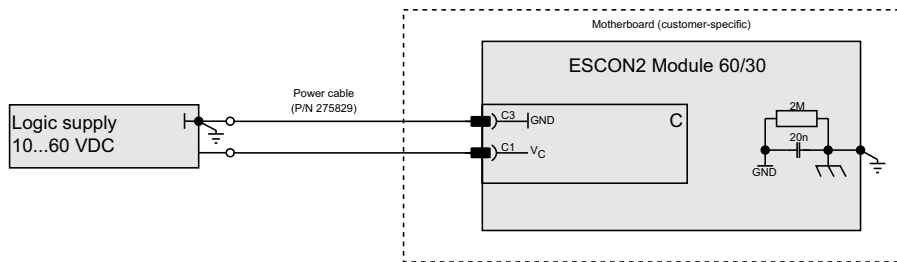 Motherboard (customer-specific)
ESCON2 Module 60/30
Power cable
(P/N 275829)
Logic supply
10...60 VDC
C3
GND
C
C1
VC
2M
20n
GND